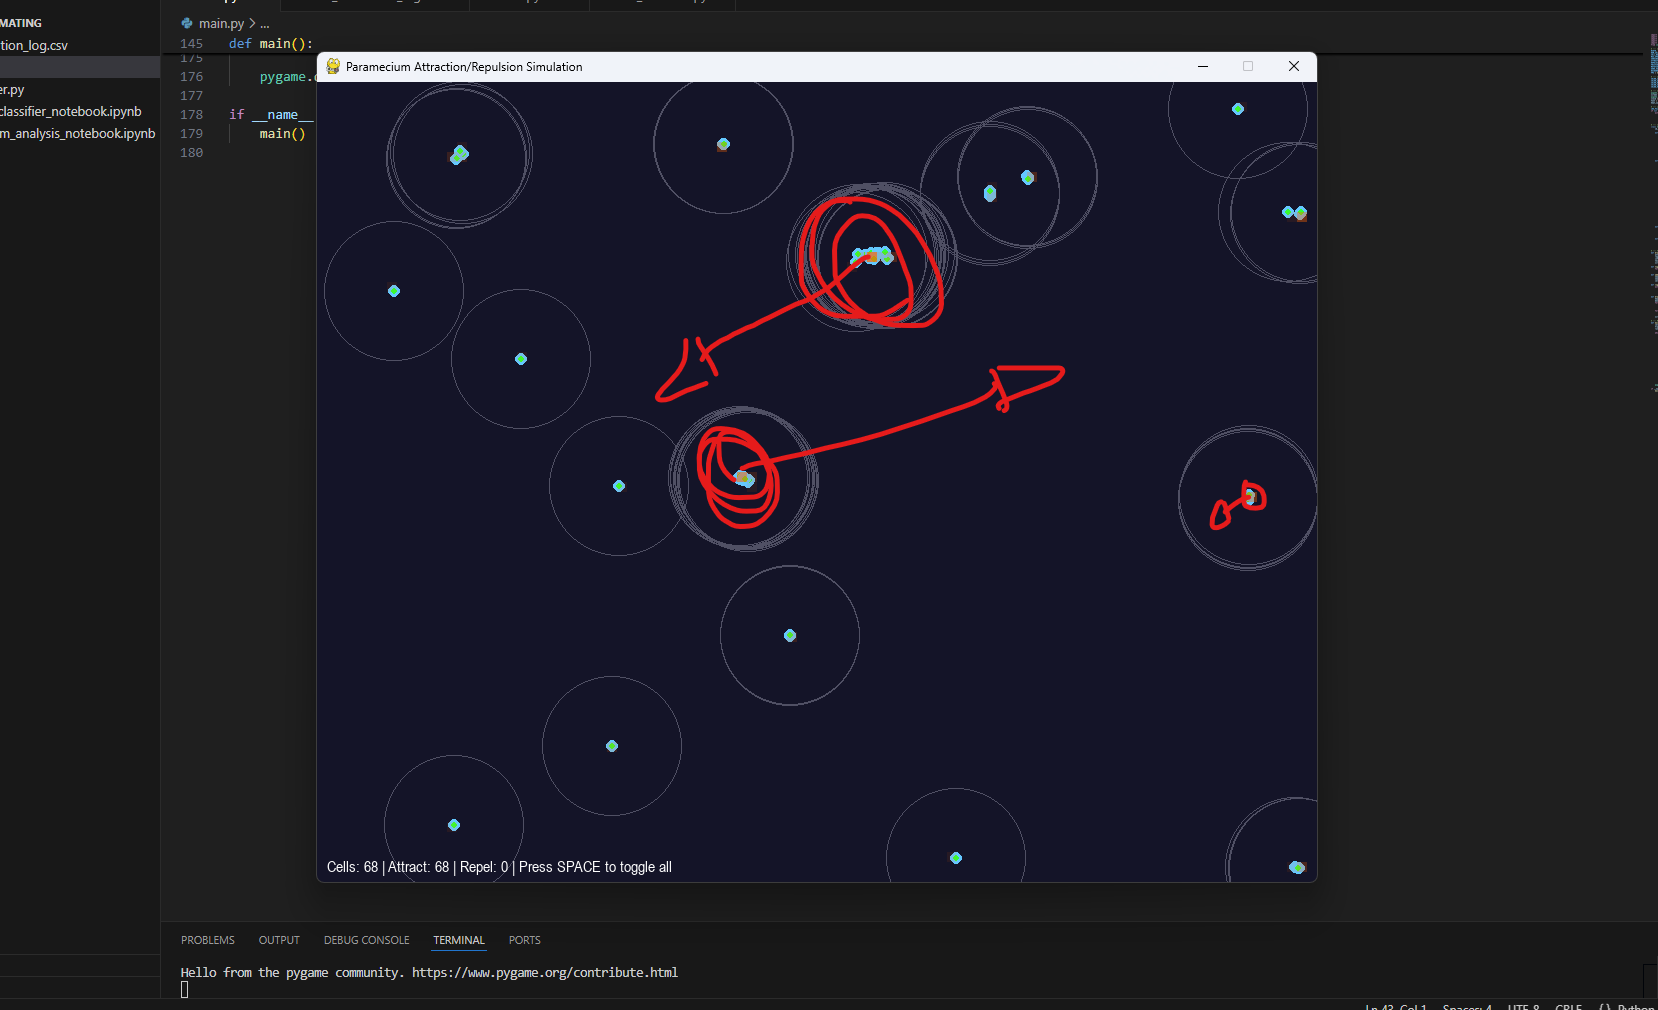 MATING
tion_log.csv
er.py
classifier_notebook.ipynb
m_analysis_notebook.ipynb
main.py > ...
145 def main():
175
176 pygame.
177
178 if __name__
179 main()
180
Paramecium Attraction/Repulsion Simulation
Cells: 68 | Attract: 68 | Repel: 0 | Press SPACE to toggle all
PROBLEMS OUTPUT DEBUG CONSOLE TERMINAL PORTS
Hello from the pygame community. https://www.pygame.org/contribute.html
Ln 43, Col 1 Spaces: 4 UTF-8 CRLF {} Python